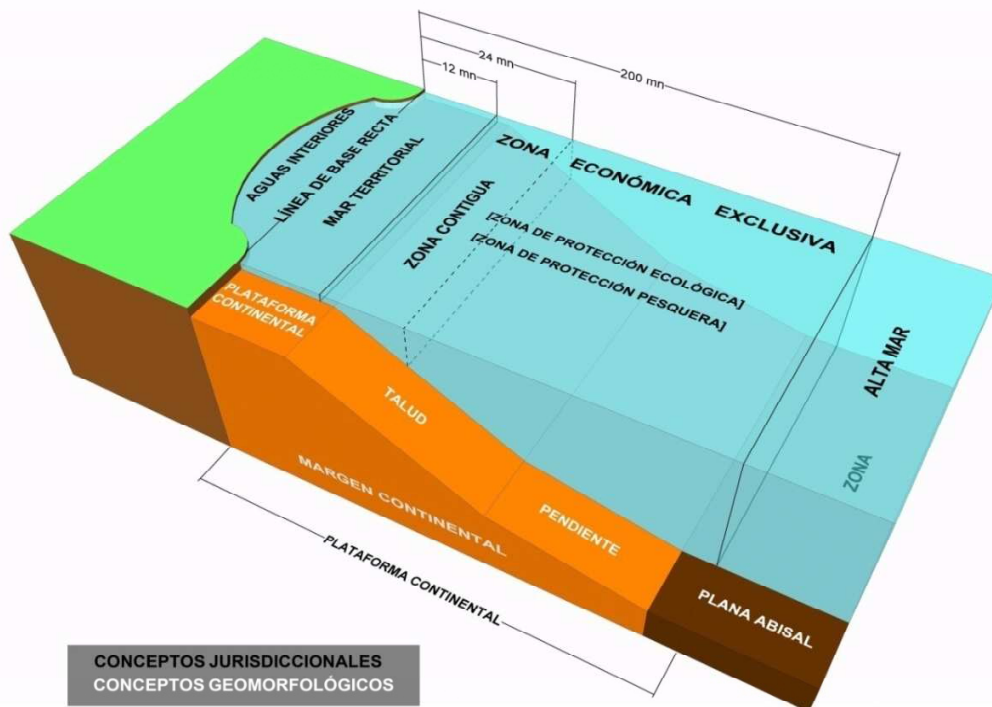 200 mn
24 mn
12 mn
AGUAS INTERIORES
LÍNEA DE BASE RECTA
MAR TERRITORIAL
ZONA CONTIGUA
ZONA ECONÓMICA EXCLUSIVA
[ZONA DE PROTECCIÓN ECOLÓGICA]
[ZONA DE PROTECCIÓN PESQUERA]
ALTA MAR
ZONA
PLATAFORMA
CONTINENTAL
TALUD
PENDIENTE
MARGEN CONTINENTAL
PLANA ABISAL
PLATAFORMA CONTINENTAL
CONCEPTOS JURISDICCIONALES
CONCEPTOS GEOMORFOLÓGICOS